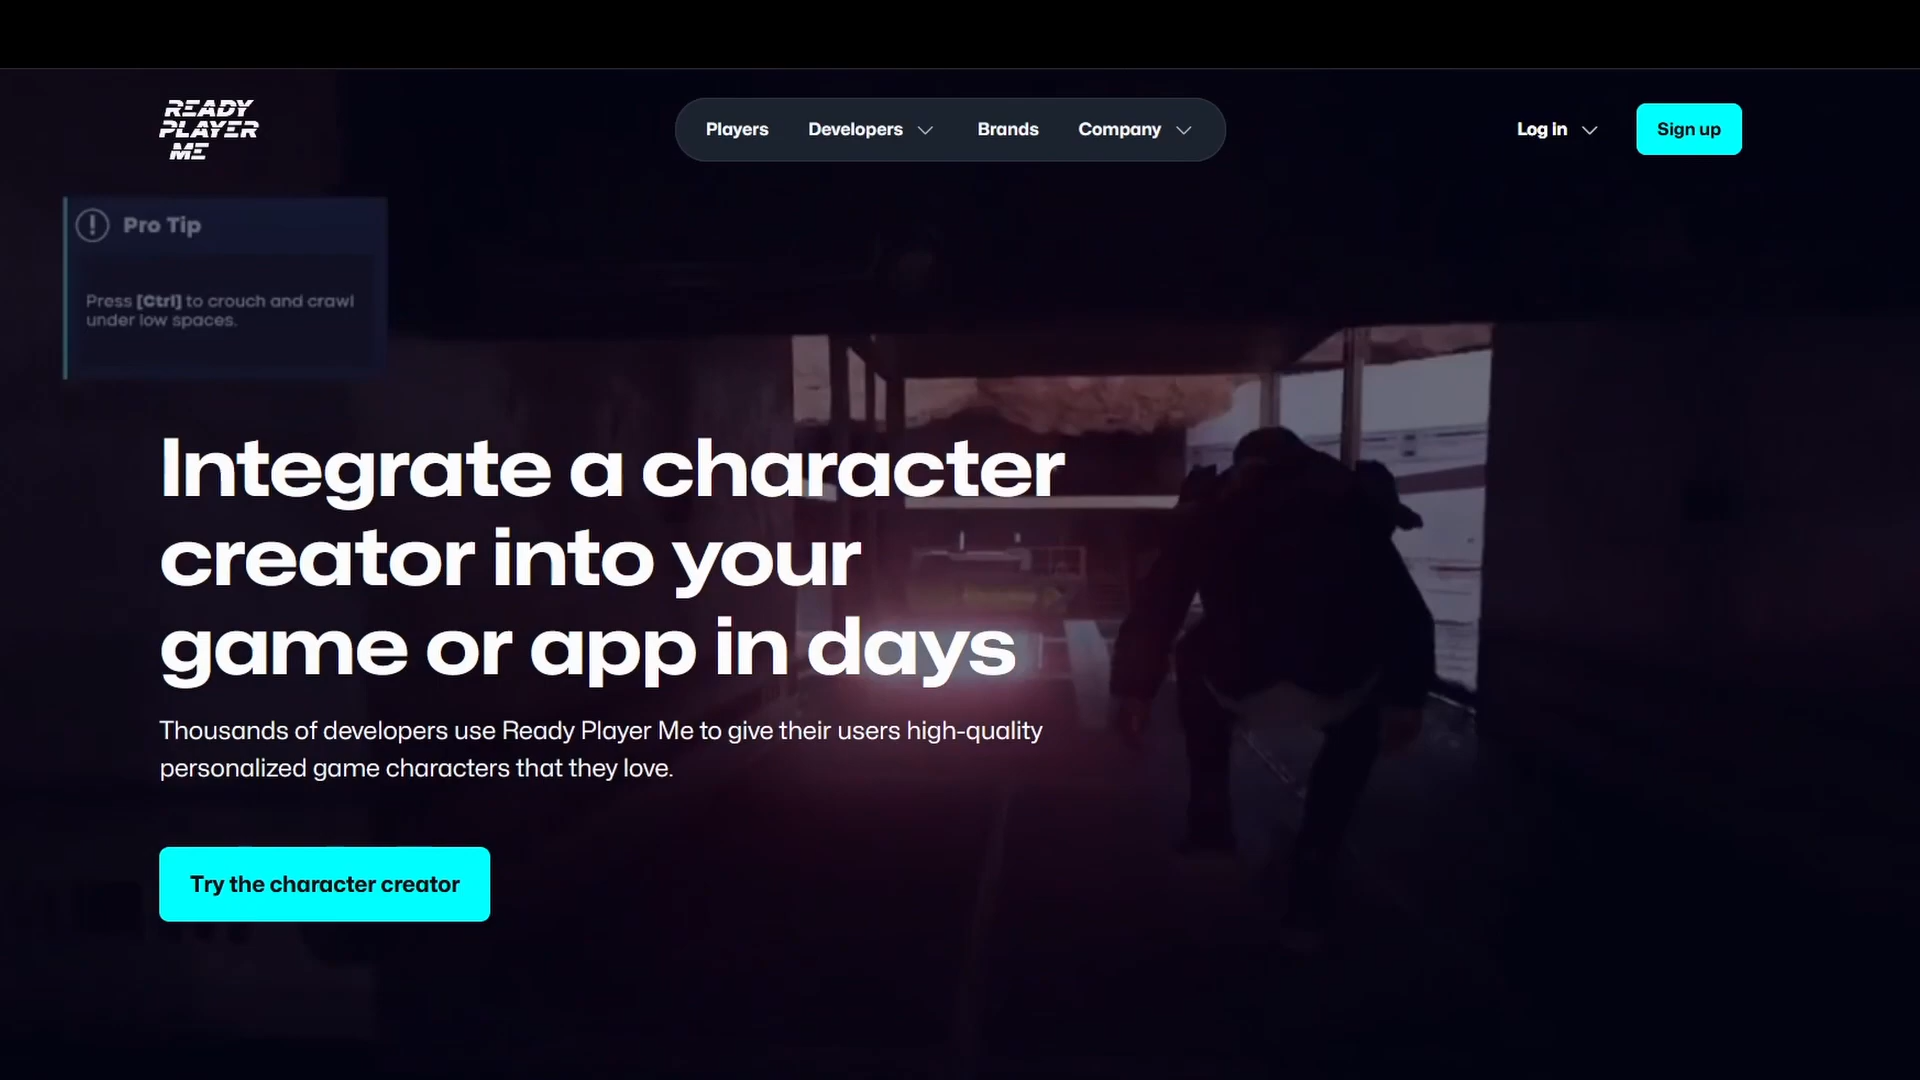 READY
PLAYER
ME
Players
Developers
Brands
Company
Log in
Sign up
Pro Tip
Press [Ctrl] to crouch and crawl
under low spaces.
Integrate a character
creator into your
game or app in days
Thousands of developers use Ready Player Me to give their users high-quality
personalized game characters that they love.
Try the character creator